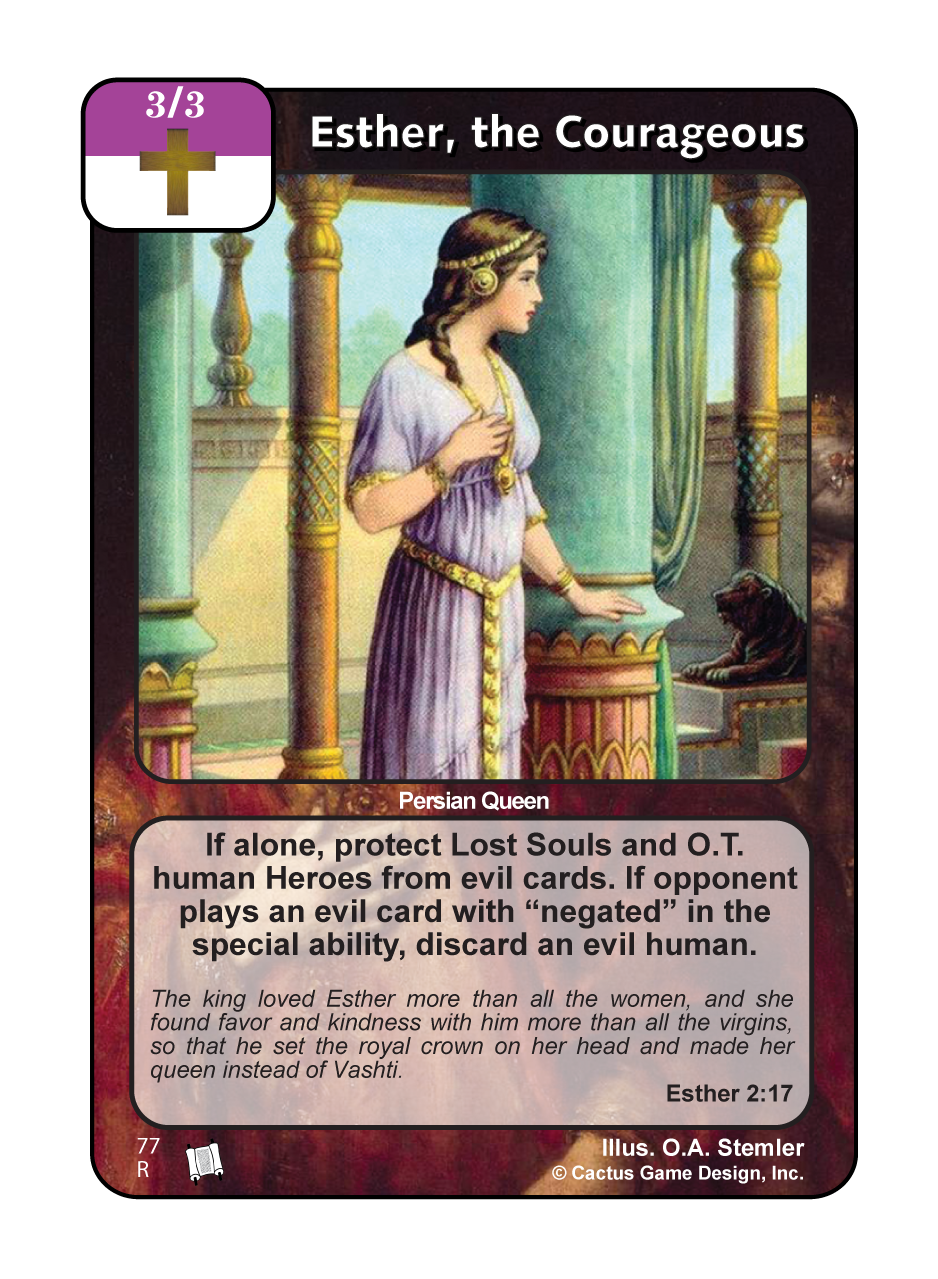 3/3
Esther, the Courageous
Persian Queen
If alone, protect Lost Souls and O.T.
human Heroes from evil cards. If opponent
plays an evil card with “negated” in the
special ability, discard an evil human.
The king loved Esther more than all the women, and she
found favor and kindness with him more than all the virgins,
so that he set the royal crown on her head and made her
queen instead of Vashti.
Esther 2:17
77
R
Illus. O.A. Stemler
© Cactus Game Design, Inc.